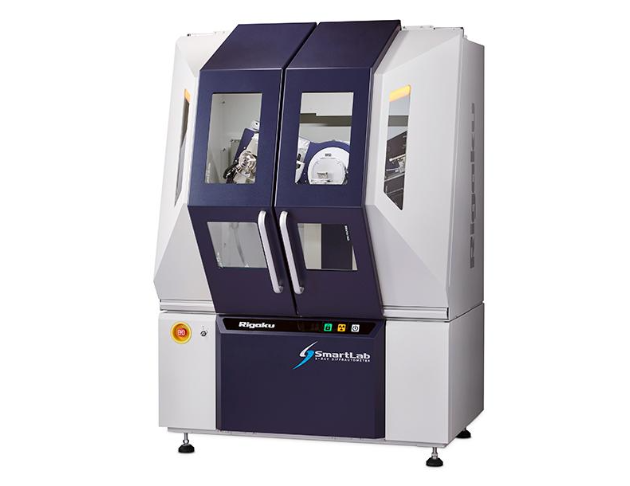 Rigaku
Rigaku
SmartLab
X-RAY DIFFRACTOMETER